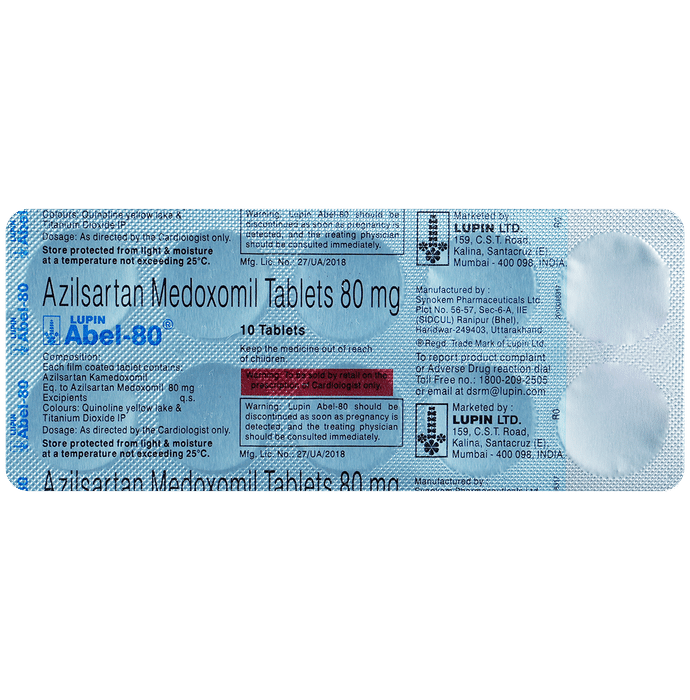 Colours: Quinoline yellow lake &
Titanium Dioxide IP
Dosage: As directed by the Cardiologist only.
Store protected from light & moisture
at a temperature not exceeding 25°C.
Warning: Lupin Abel-80 should be
discontinued as soon as pregnancy is
detected, and the treating physician
should be consulted immediately.
Mfg. Lic. No.: 27/UA/2018
Marketed by
LUPIN LTD.
159, C.S.T. Road,
Kalina, Santacruz (E)
Mumbai - 400 098, INDIA.
Azilsartan Medoxomil Tablets 80 mg
LUPIN
Abel-80®
10 Tablets
Keep the medicine out of reach
of children.
Composition:
Each film coated tablet contains:
Azilsartan Kamedoxomil
Eq. to Azilsartan Medoxomil 80 mg
Excipients q.s.
Colours: Quinoline yellow lake &
Titanium Dioxide IP
Dosage: As directed by the Cardiologist only.
Store protected from light & moisture
at a temperature not exceeding 25°C.
Warning: To be sold by retail on the
prescription of Cardiologist only.
Warning: Lupin Abel-80 should be
discontinued as soon as pregnancy is
detected, and the treating physician
should be consulted immediately.
Mfg. Lic. No.: 27/UA/2018
Manufactured by :
Synokem Pharmaceuticals Ltd.
Plot No. 56-57, Sec-6-A, IIE
(SIDCUL) Ranipur (Bhel),
Haridwar-249403, Uttarakhand
® Regd. Trade Mark of Lupin Ltd.
To report product complaint
or Adverse Drug reaction dial
Toll Free no.: 1800-209-2505
or email at dsrm@lupin.com
Marketed by :
LUPIN LTD.
159, C.S.T. Road,
Kalina, Santacruz (E),
Mumbai - 400 098, INDIA.
Azilsartan Medoxomil Tablets 80 mg
Manufactured by :
Synokem Pharmaceuticals Ltd.
Abel-80
LUPIN
Abel-80
LUPIN
Abel-80